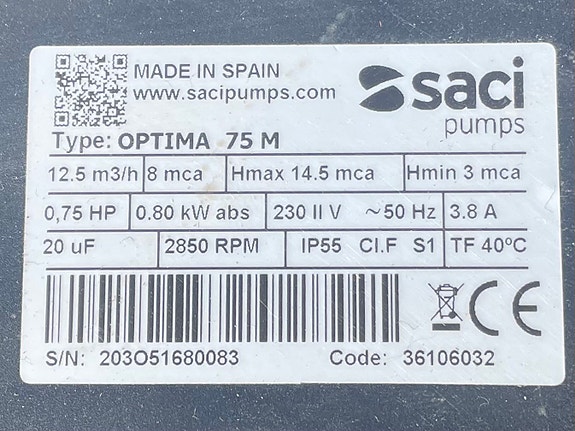 MADE IN SPAIN
www.sacipumps.com
saci
pumps
Type: OPTIMA 75 M
12.5 m3/h 8 mca Hmax 14.5 mca Hmin 3 mca
0,75 HP 0.80 kW abs 230 II V ~50 Hz 3.8 A
20 uF 2850 RPM IP55 Cl.F S1 TF 40ºC
CE
S/N: 203O51680083 Code: 36106032